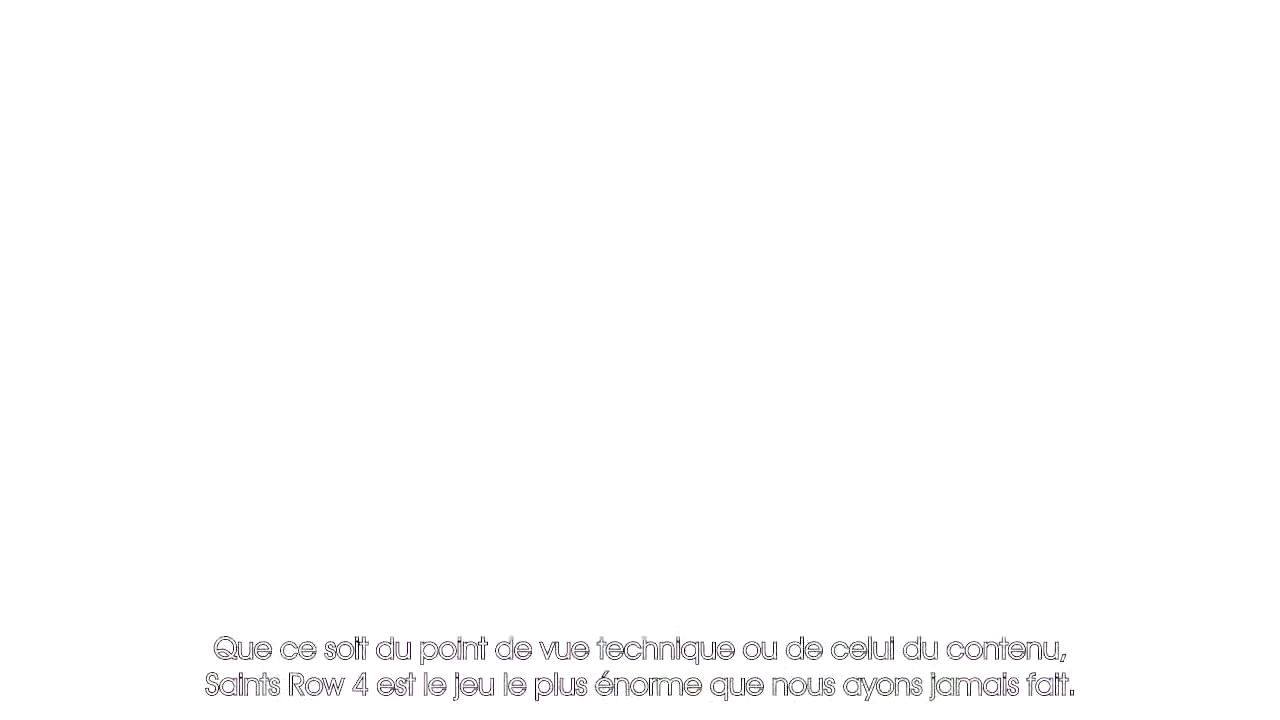 Que ce soit du point de vue technique ou de celui du contenu,
Saints Row 4 est le jeu le plus énorme que nous ayons jamais fait.